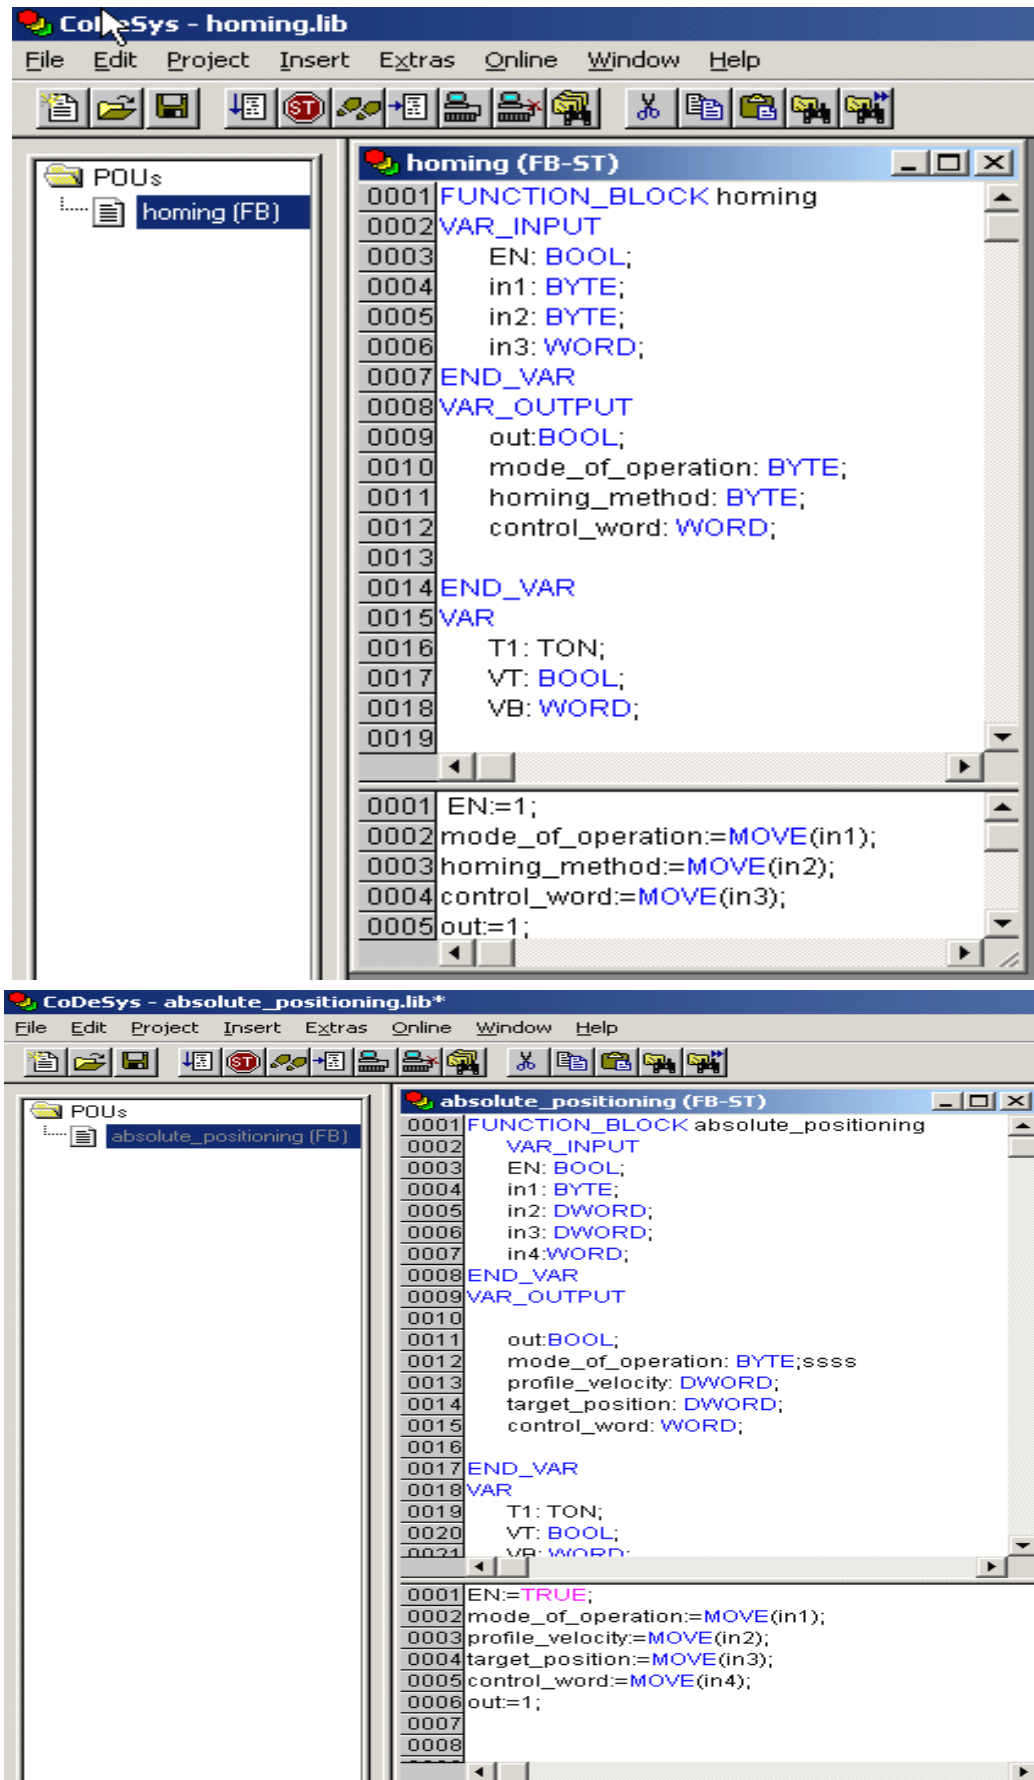 CoDeSys - homing.lib
File Edit Project Insert Extras Online Window Help
ST
POUs
homing (FB)
homing (FB-ST)
0001 FUNCTION_BLOCK homing
0002 VAR_INPUT
0003 EN: BOOL;
0004 in1: BYTE;
0005 in2: BYTE;
0006 in3: WORD;
0007 END_VAR
0008 VAR_OUTPUT
0009 out:BOOL;
0010 mode_of_operation: BYTE;
0011 homing_method: BYTE;
0012 control_word: WORD;
0013
0014 END_VAR
0015 VAR
0016 T1: TON;
0017 VT: BOOL;
0018 VB: WORD;
0019
0001 EN:=1;
0002 mode_of_operation:=MOVE(in1);
0003 homing_method:=MOVE(in2);
0004 control_word:=MOVE(in3);
0005 out:=1;
CoDeSys - absolute_positioning.lib*
File Edit Project Insert Extras Online Window Help
ST
POUs
absolute_positioning (FB)
absolute_positioning (FB-ST)
0001 FUNCTION_BLOCK absolute_positioning
0002 VAR_INPUT
0003 EN: BOOL;
0004 in1: BYTE;
0005 in2: DWORD;
0006 in3: DWORD;
0007 in4:WORD;
0008 END_VAR
0009 VAR_OUTPUT
0010
0011 out:BOOL;
0012 mode_of_operation: BYTE;ssss
0013 profile_velocity: DWORD;
0014 target_position: DWORD;
0015 control_word: WORD;
0016
0017 END_VAR
0018 VAR
0019 T1: TON;
0020 VT: BOOL;
0021 VB: WORD;
0001 EN:=TRUE;
0002 mode_of_operation:=MOVE(in1);
0003 profile_velocity:=MOVE(in2);
0004 target_position:=MOVE(in3);
0005 control_word:=MOVE(in4);
0006 out:=1;
0007
0008